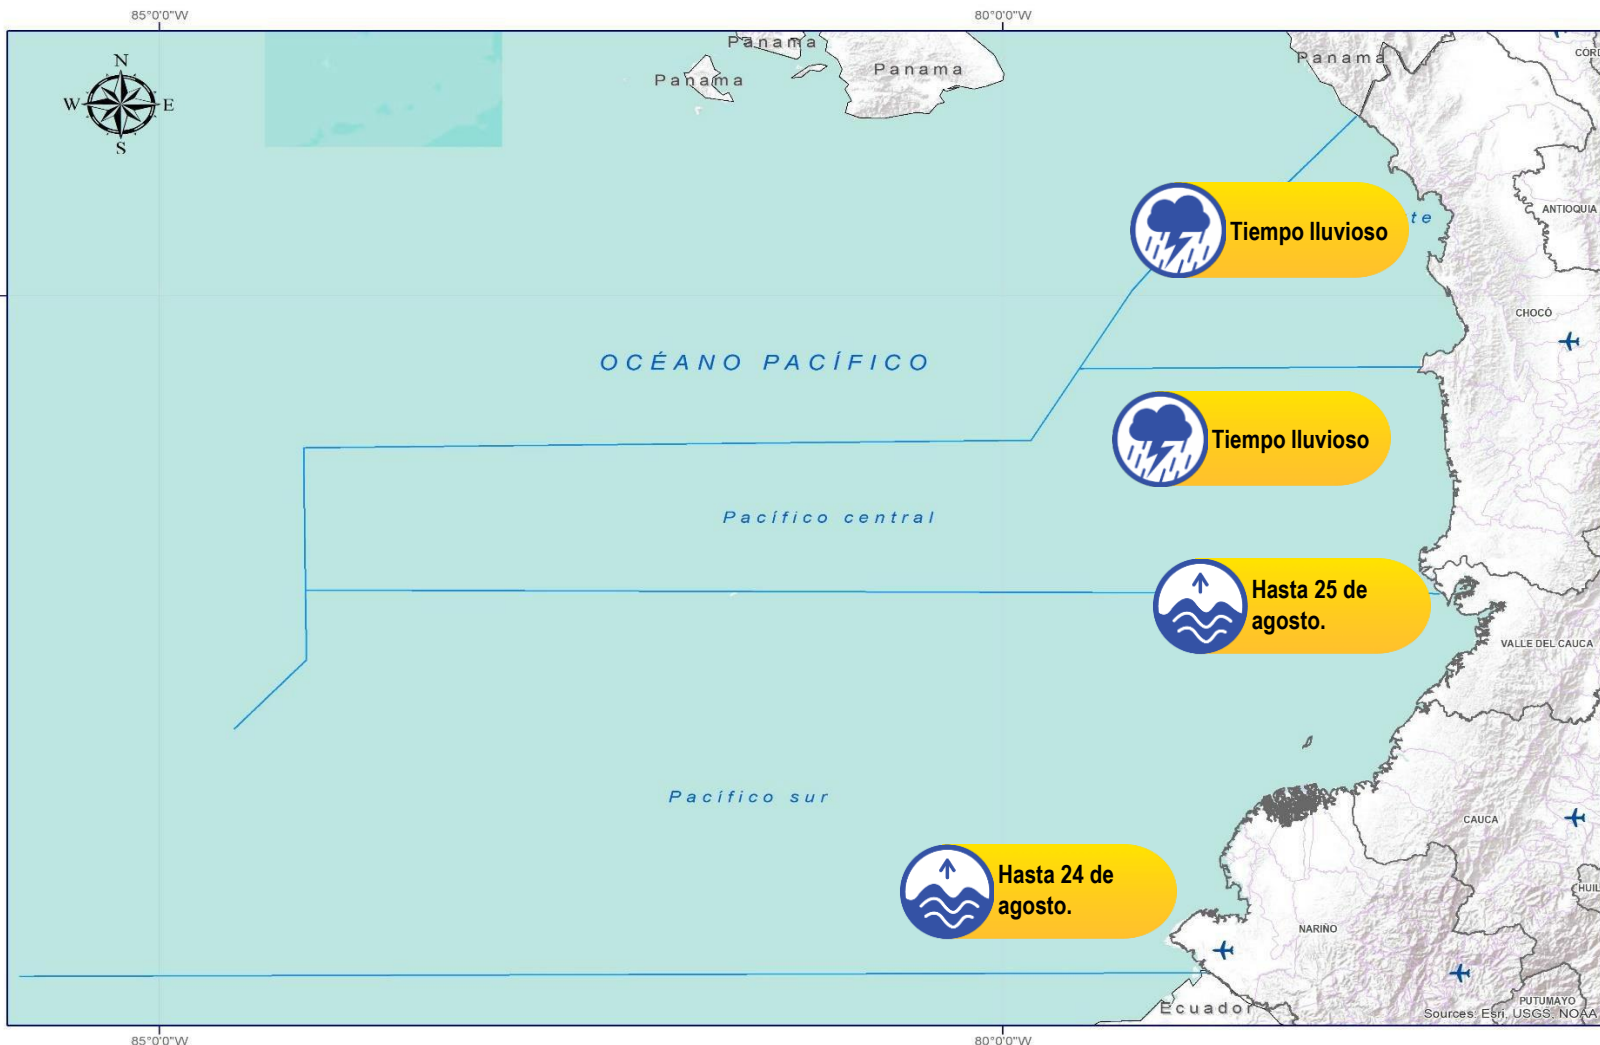 85°0'0"W
80°0'0"W
Panama
Panama
Panama
Panama
N
W
E
S
ANTIOQUIA
Tiempo lluvioso
CHOCÓ
OCÉANO PACÍFICO
Tiempo lluvioso
Pacífico central
Hasta 25 de
agosto.
VALLE DEL CAUCA
Pacífico sur
CAUCA
Hasta 24 de
agosto.
NARIÑO
PUTUMAYO
Ecuador
Sources: Esri, USGS, NOAA
85°0'0"W
80°0'0"W